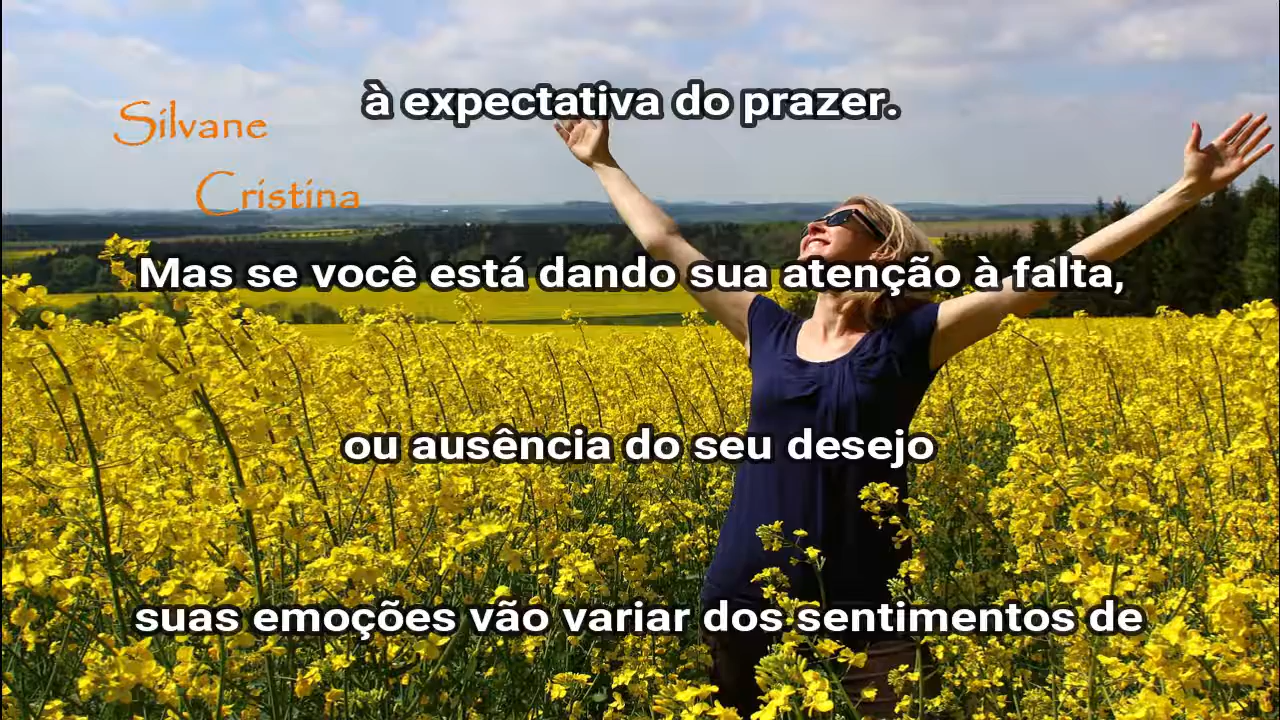 à expectativa do prazer.
Silvane
Cristina
Mas se você está dando sua atenção à falta,
ou ausência do seu desejo
suas emoções vão variar dos sentimentos de